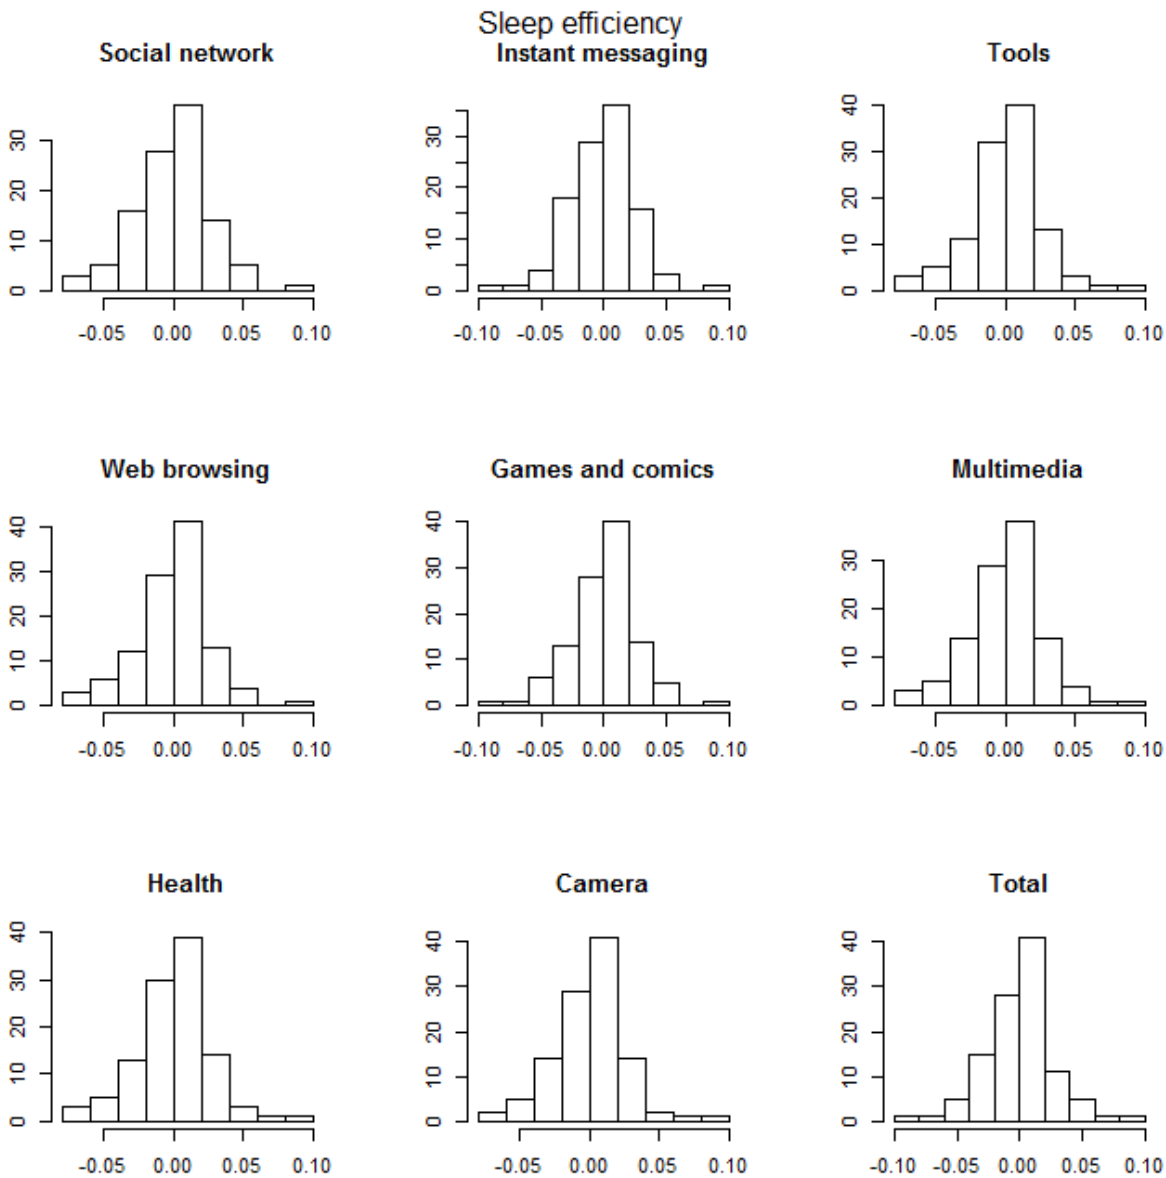 Sleep efficiency
Social network
Instant messaging
Tools
0 10 20 30
-0.05 0.00 0.05 0.10
0 10 20 30
-0.10 -0.05 0.00 0.05 0.10
0 10 20 30 40
-0.05 0.00 0.05 0.10
Web browsing
Games and comics
Multimedia
0 10 20 30 40
-0.05 0.00 0.05 0.10
0 10 20 30 40
-0.10 -0.05 0.00 0.05 0.10
0 10 20 30
-0.05 0.00 0.05 0.10
Health
Camera
Total
0 10 20 30 40
-0.05 0.00 0.05 0.10
0 10 20 30 40
-0.05 0.00 0.05 0.10
0 10 20 30 40
-0.10 -0.05 0.00 0.05 0.10